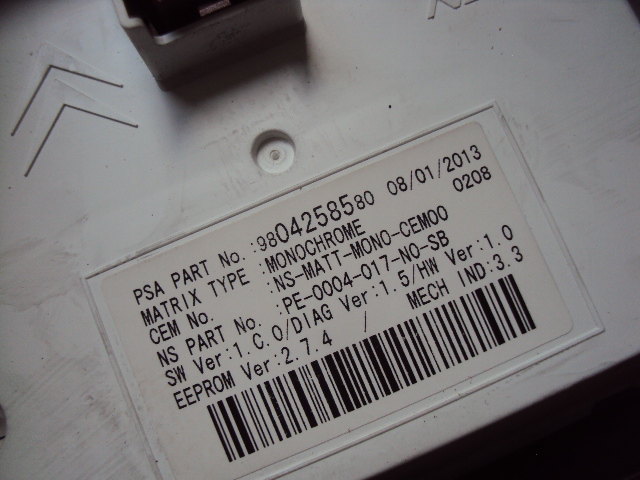 PSA PART No.:9804258580 08/01/2013
MATRIX TYPE :MONOCHROME 0208
CEM No. :NS-MATT-MONO-CEM00
NS PART No. :PE-0004-017-NO-SB
SW Ver:1.C.0/DIAG Ver:1.5/HW Ver:1.0
EEPROM Ver:2.7.4 / MECH IND:3.3